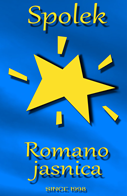 Spolek
Romano
jasnica
SINCE 1998